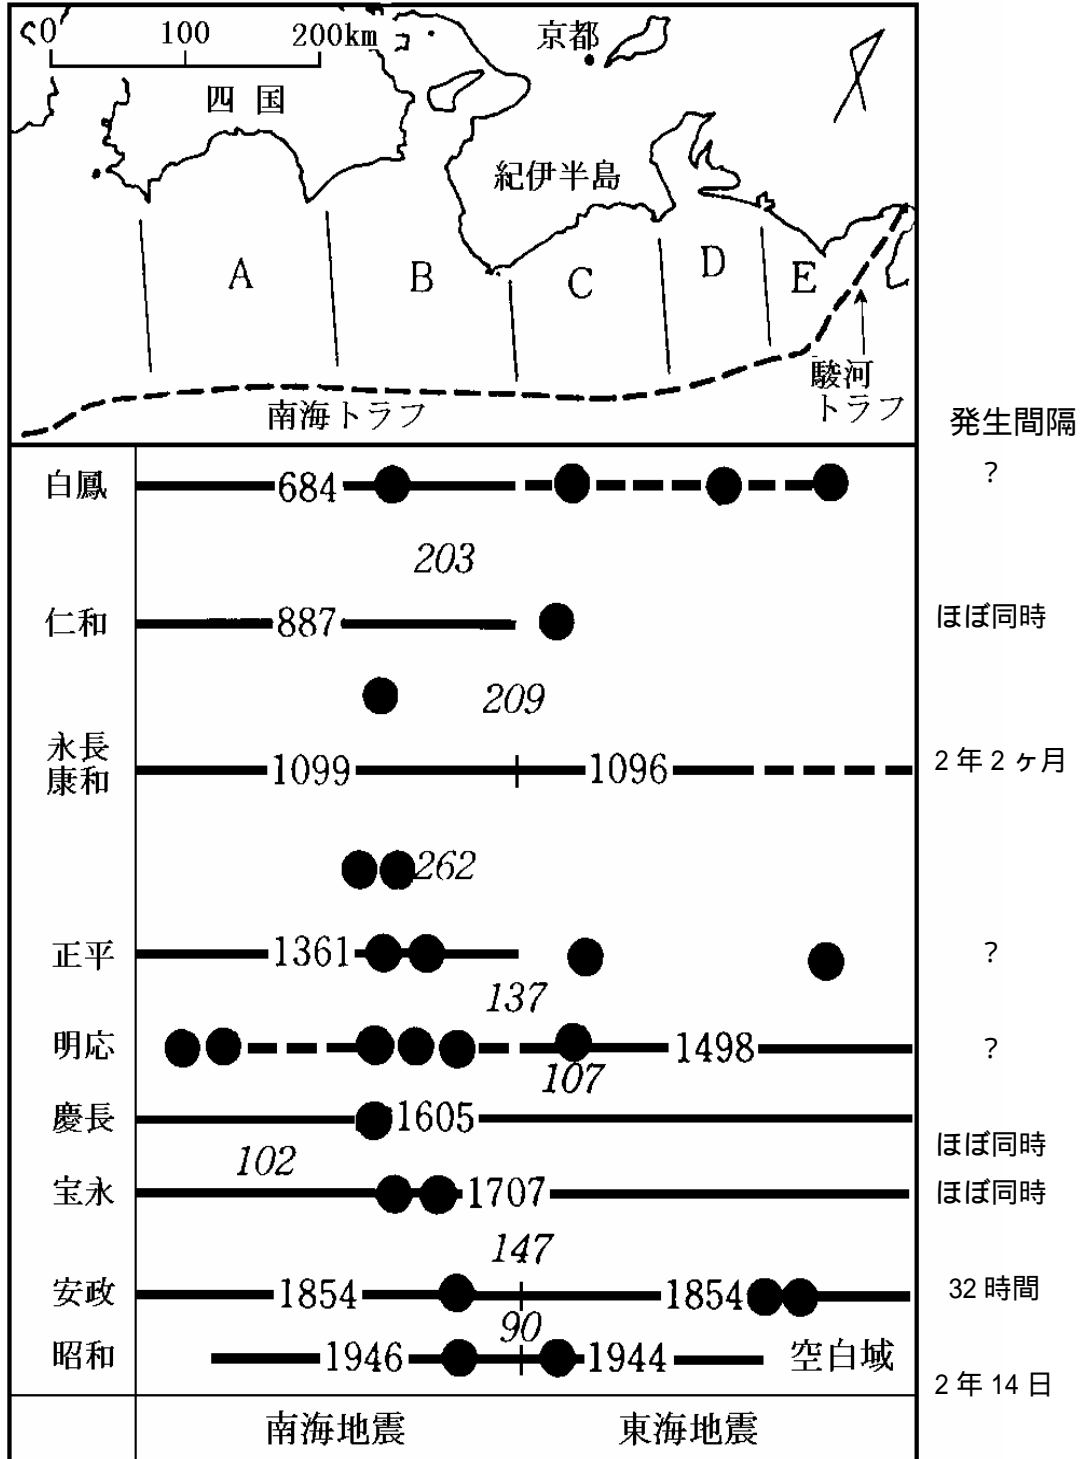 0 100 200km
京都
四国
紀伊半島
A B C D E
駿河
トラフ
南海トラフ
発生間隔
白鳳 684 ?
203
仁和 887 ほぼ同時
209
永長
康和 1099 1096 2年2ヶ月
262
正平 1361 ?
137
明応 1498 ?
107
慶長 1605 ほぼ同時
102
宝永 1707 ほぼ同時
147
安政 1854 1854 32時間
90
昭和 1946 1944 空白域 2年14日
南海地震 東海地震